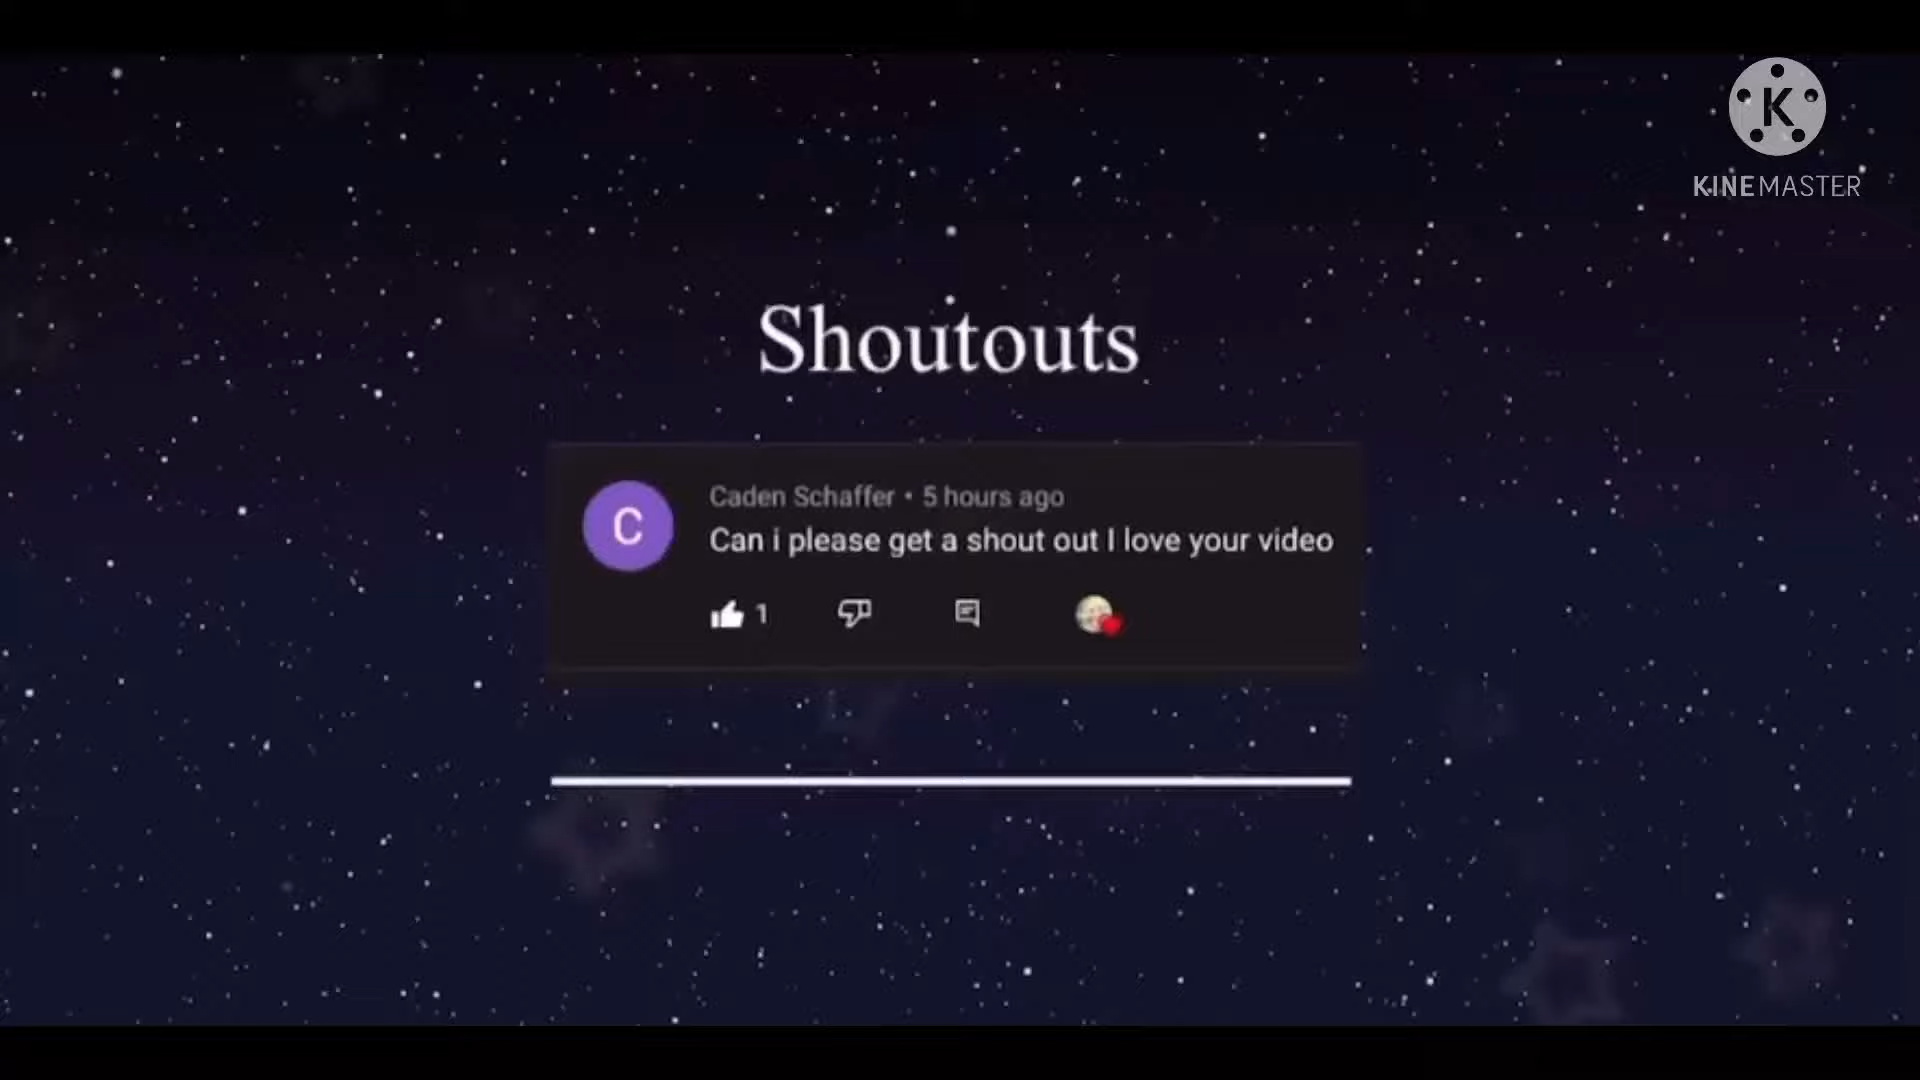 K
KINEMASTER
Shoutouts
C
Caden Schaffer • 5 hours ago
Can i please get a shout out I love your video
1